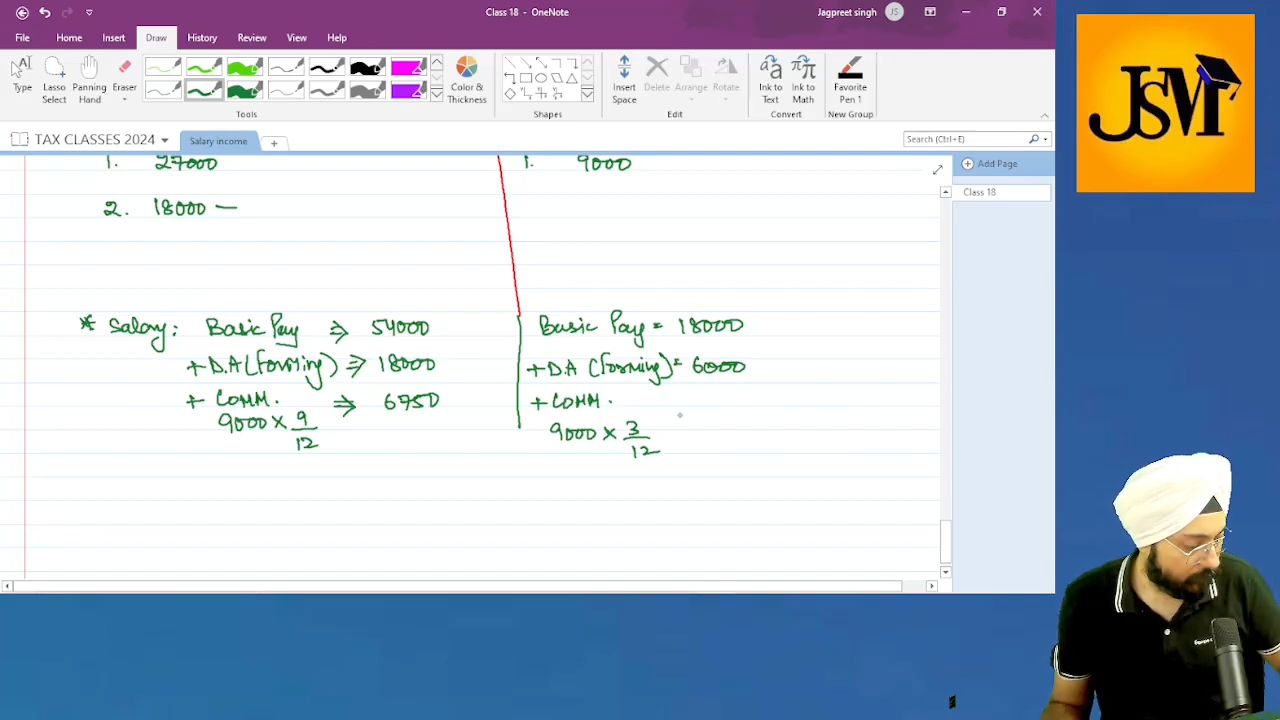 Class 18 - OneNote
Jagpreet singh JS
File Home Insert Draw History Review View Help
Type Lasso Select Panning Hand Eraser Color & Thickness Insert Space Delete Arrange Rotate Ink to Text Ink to Math Favorite Pen 1
Tools Shapes Edit Convert New Group
TAX CLASSES 2024 Salary income Search (Ctrl+E)
Add Page
Class 18
JSM
1. 27000
1. 9000
2. 18000 —
* Salary: Basic Pay ⇒ 54000
+ D.A (Forming) ⇒ 18000
+ COMM. ⇒ 6750
9000 × 9/12
Basic Pay = 18000
+ D.A (Forming) = 6000
+ COMM.
9000 × 3/12